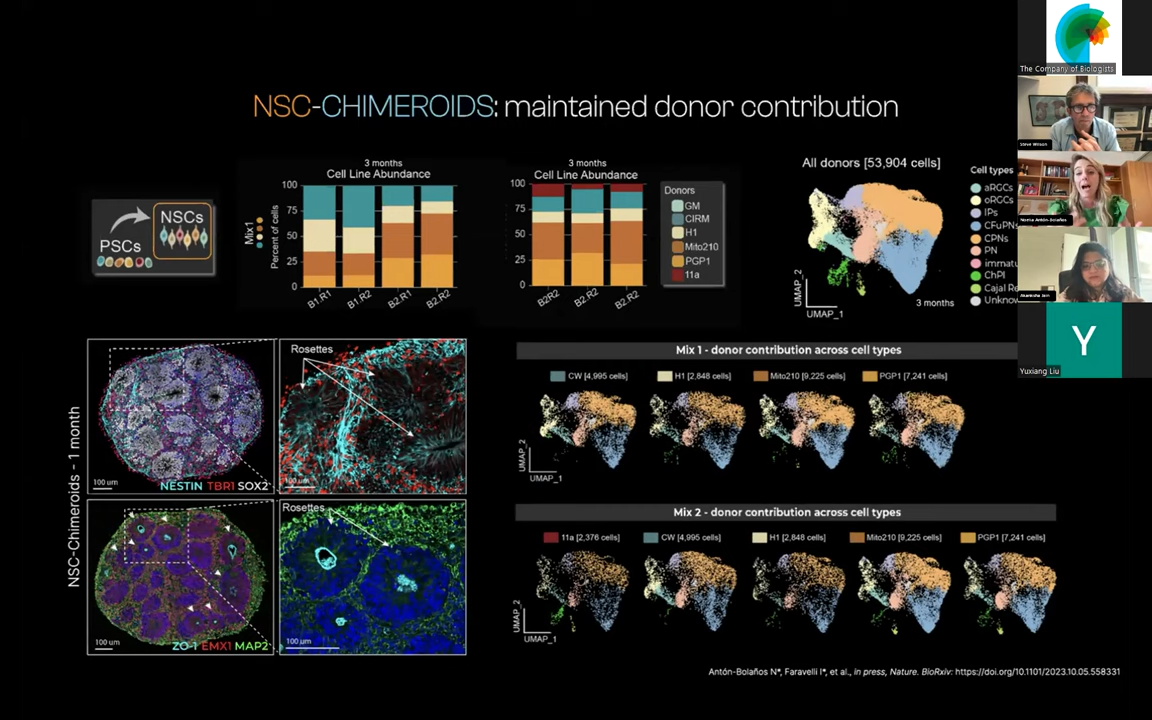 NSC-CHIMEROIDS: maintained donor contribution
PSCs
NSCs
3 months
Cell Line Abundance
Mix1
Percent of cells
100
75
50
25
0
B1.R1
B1.R2
B2.R1
B2.R2
3 months
Cell Line Abundance
100
75
50
25
0
B2R2
B2.R2
B2.R2
Donors
GM
CIRM
H1
Mito210
PGP1
11a
All donors [53,904 cells]
UMAP_2
UMAP_1
3 months
Cell types
aRGCs
oRGCs
IPs
CFuPNs
CPNs
PN
immatu
ChPl
Cajal Re
Unknow
NSC-Chimeroids - 1 month
100 um
NESTIN TBR1 SOX2
Rosettes
100 µm
100 um
ZO-1 EMX1 MAP2
Rosettes
100 µm
Mix 1 - donor contribution across cell types
CW [4,995 cells]
H1 [2,848 cells]
Mito210 [9,225 cells]
PGP1 [7,241 cells]
UMAP_2
UMAP_1
Mix 2 - donor contribution across cell types
11a [2,376 cells]
CW [4,995 cells]
H1 [2,848 cells]
Mito210 [9,225 cells]
PGP1 [7,241 cells]
UMAP_2
UMAP_1
Antón-Bolaños N*, Faravelli I*, et al., in press, Nature. BioRxiv: https://doi.org/10.1101/2023.10.05.558331
The Company of Biologists
Steve Wilson
Noelia Antón-Bolaños
Akanksha Jain
Y
Yuxiang Liu